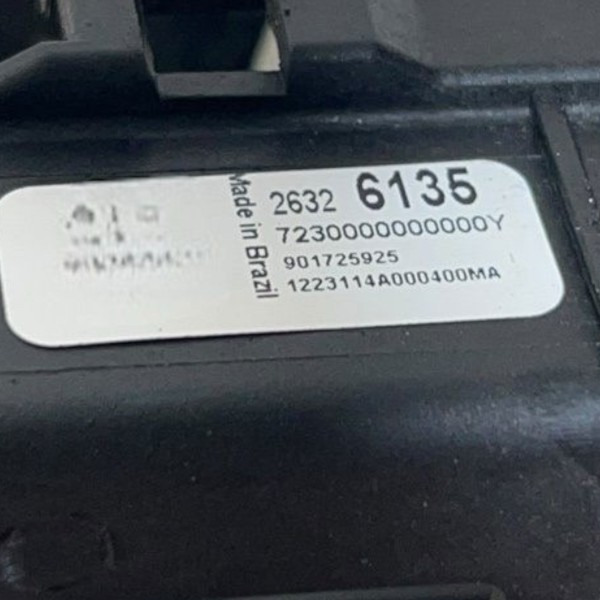 Made in Brazil
2632 6135
7230000000000Y
901725925
1223114A000400MA